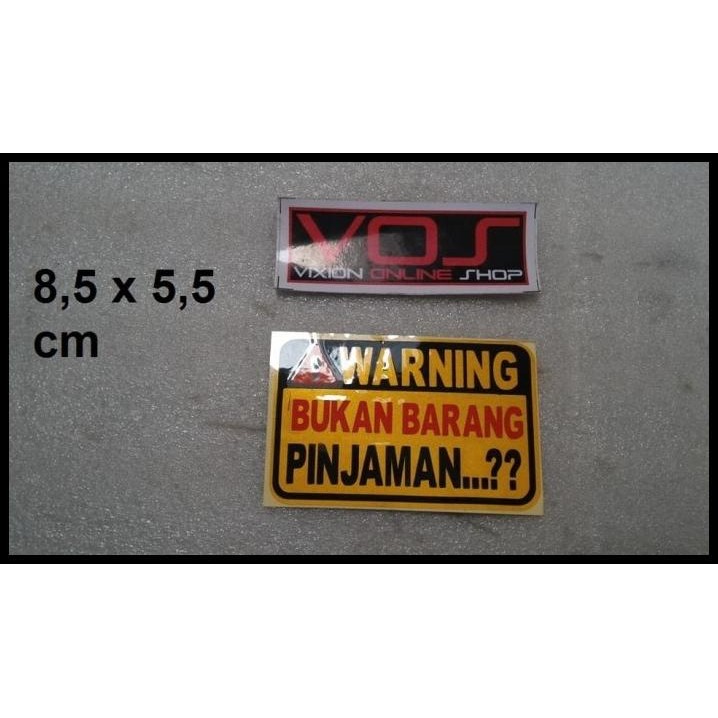 VOS
VIXION ONLINE SHOP
8,5 x 5,5
cm
WARNING
BUKAN BARANG
PINJAMAN...??